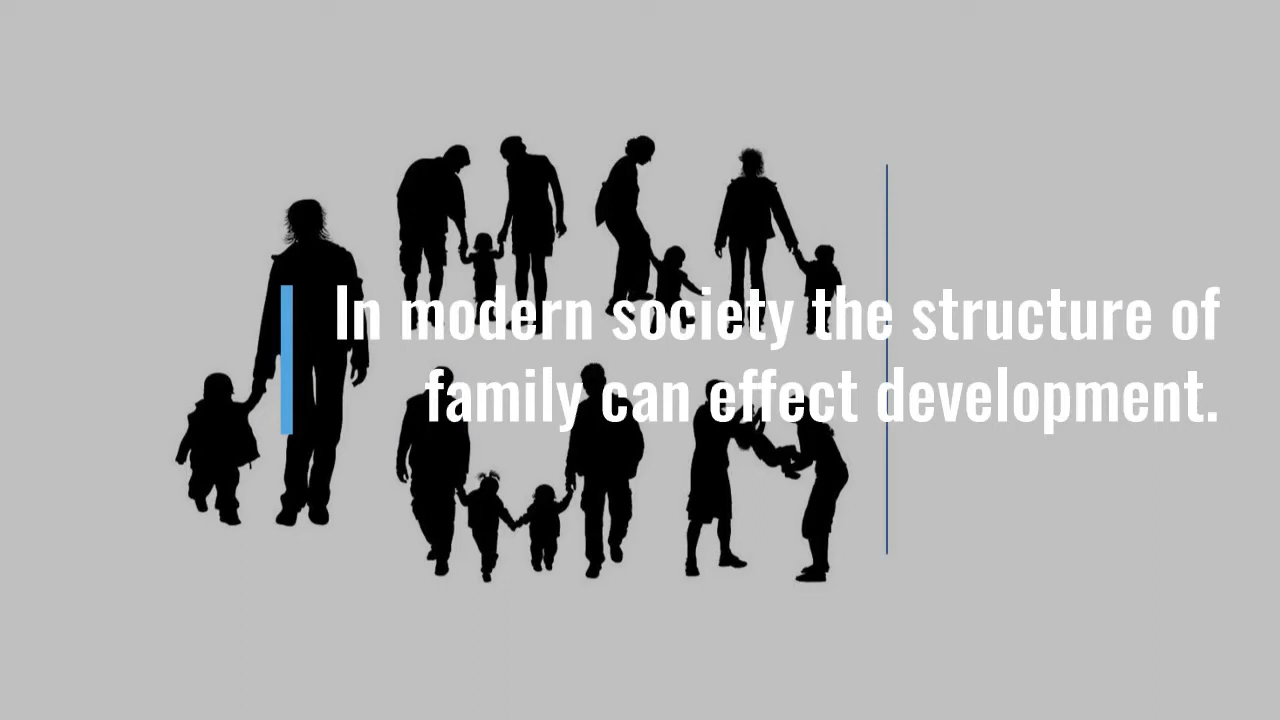 In modern society the structure of
family can effect development.